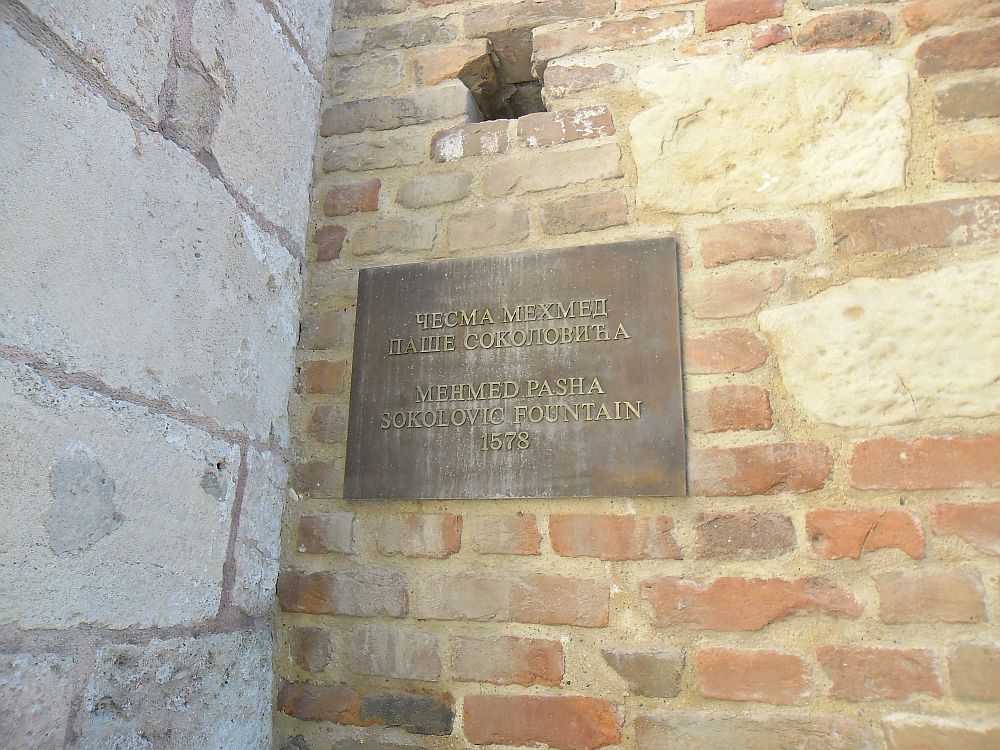 ЧЕСМА МЕХМЕД
ПАШЕ СОКОЛОВИЋА
MEHMED PASHA
SOKOLOVIC FOUNTAIN
1578